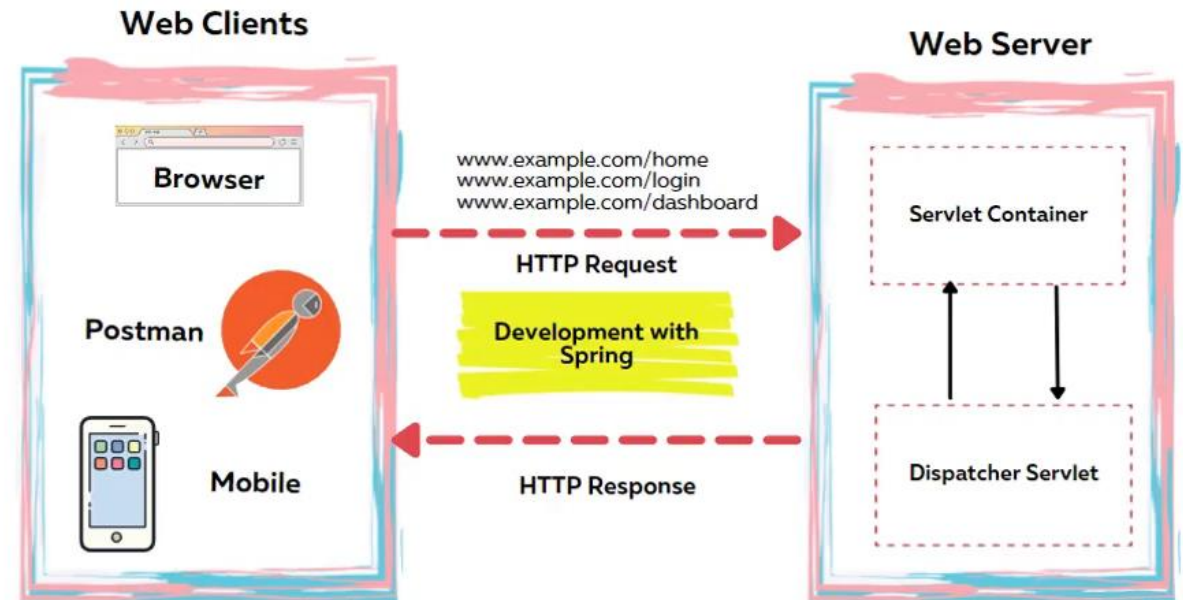 Web Clients
Browser
Postman
Mobile
www.example.com/home
www.example.com/login
www.example.com/dashboard
HTTP Request
Development with
Spring
HTTP Response
Web Server
Servlet Container
Dispatcher Servlet